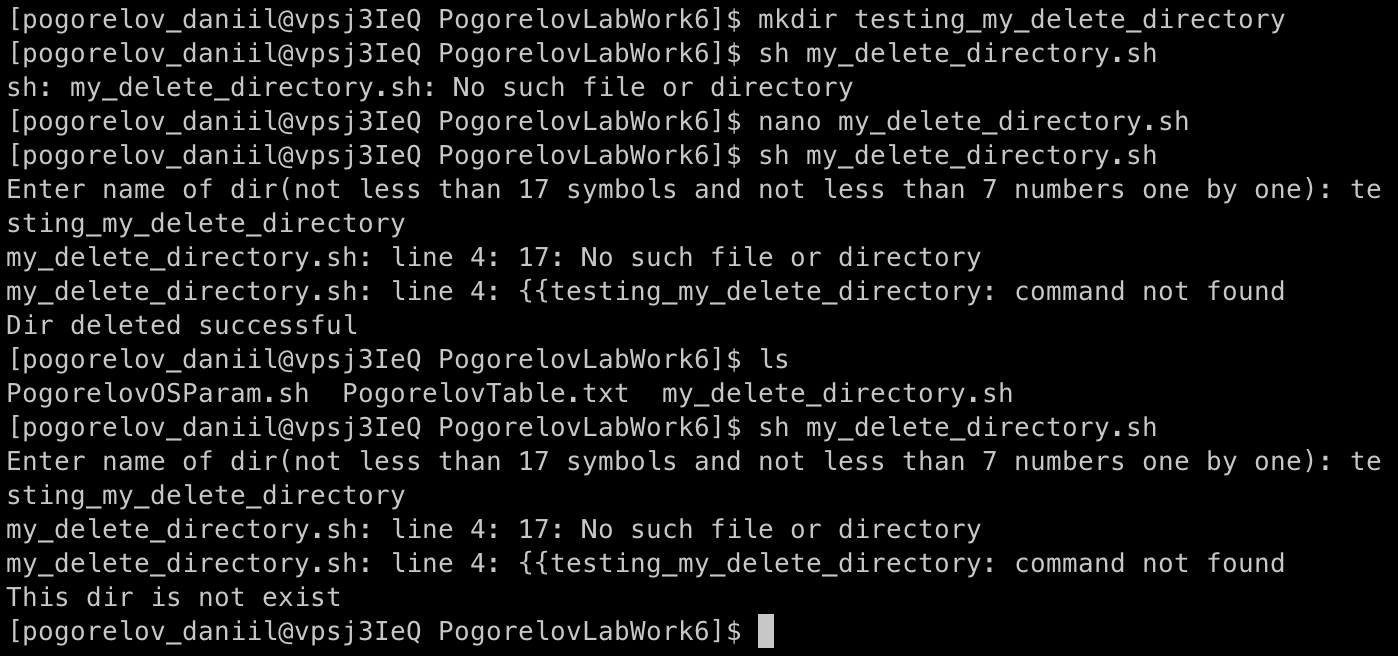 [pogorelov_daniil@vpsj3IeQ PogorelovLabWork6]$ mkdir testing_my_delete_directory
[pogorelov_daniil@vpsj3IeQ PogorelovLabWork6]$ sh my_delete_directory.sh
sh: my_delete_directory.sh: No such file or directory
[pogorelov_daniil@vpsj3IeQ PogorelovLabWork6]$ nano my_delete_directory.sh
[pogorelov_daniil@vpsj3IeQ PogorelovLabWork6]$ sh my_delete_directory.sh
Enter name of dir(not less than 17 symbols and not less than 7 numbers one by one): te
sting_my_delete_directory
my_delete_directory.sh: line 4: 17: No such file or directory
my_delete_directory.sh: line 4: {{testing_my_delete_directory: command not found
Dir deleted successful
[pogorelov_daniil@vpsj3IeQ PogorelovLabWork6]$ ls
PogorelovOSParam.sh  PogorelovTable.txt  my_delete_directory.sh
[pogorelov_daniil@vpsj3IeQ PogorelovLabWork6]$ sh my_delete_directory.sh
Enter name of dir(not less than 17 symbols and not less than 7 numbers one by one): te
sting_my_delete_directory
my_delete_directory.sh: line 4: 17: No such file or directory
my_delete_directory.sh: line 4: {{testing_my_delete_directory: command not found
This dir is not exist
[pogorelov_daniil@vpsj3IeQ PogorelovLabWork6]$